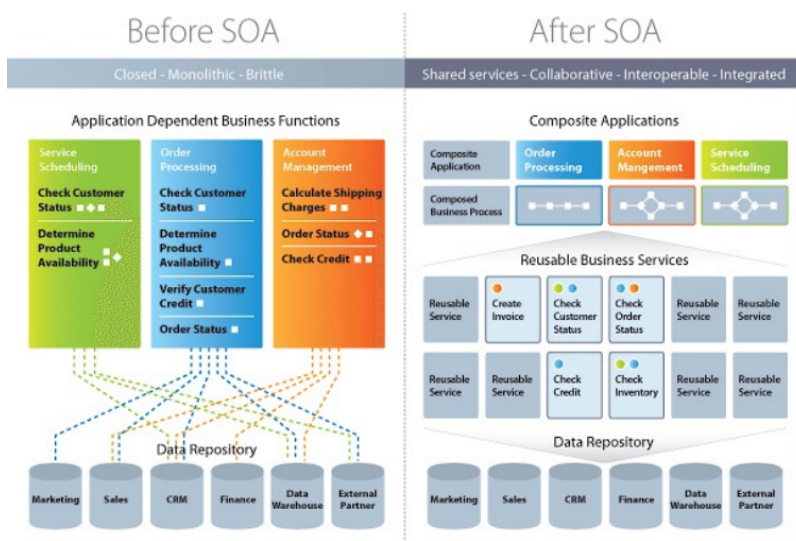 Before SOA
Closed - Monolithic - Brittle
Application Dependent Business Functions
Service
Scheduling
Check Customer
Status
Determine
Product
Availability
Order
Processing
Check Customer
Status
Determine
Product
Availability
Verify Customer
Credit
Order Status
Account
Management
Calculate Shipping
Charges
Order Status
Check Credit
Data Repository
Marketing
Sales
CRM
Finance
Data
Warehouse
External
Partner
After SOA
Shared services - Collaborative - Interoperable - Integrated
Composite Applications
Composite
Application
Order
Processing
Account
Mangement
Service
Scheduling
Composed
Business Process
Reusable Business Services
Reusable
Service
Create
Invoice
Check
Customer
Status
Check
Order
Status
Reusable
Service
Reusable
Service
Reusable
Service
Reusable
Service
Check
Credit
Check
Inventory
Reusable
Service
Reusable
Service
Data Repository
Marketing
Sales
CRM
Finance
Data
Warehouse
External
Partner